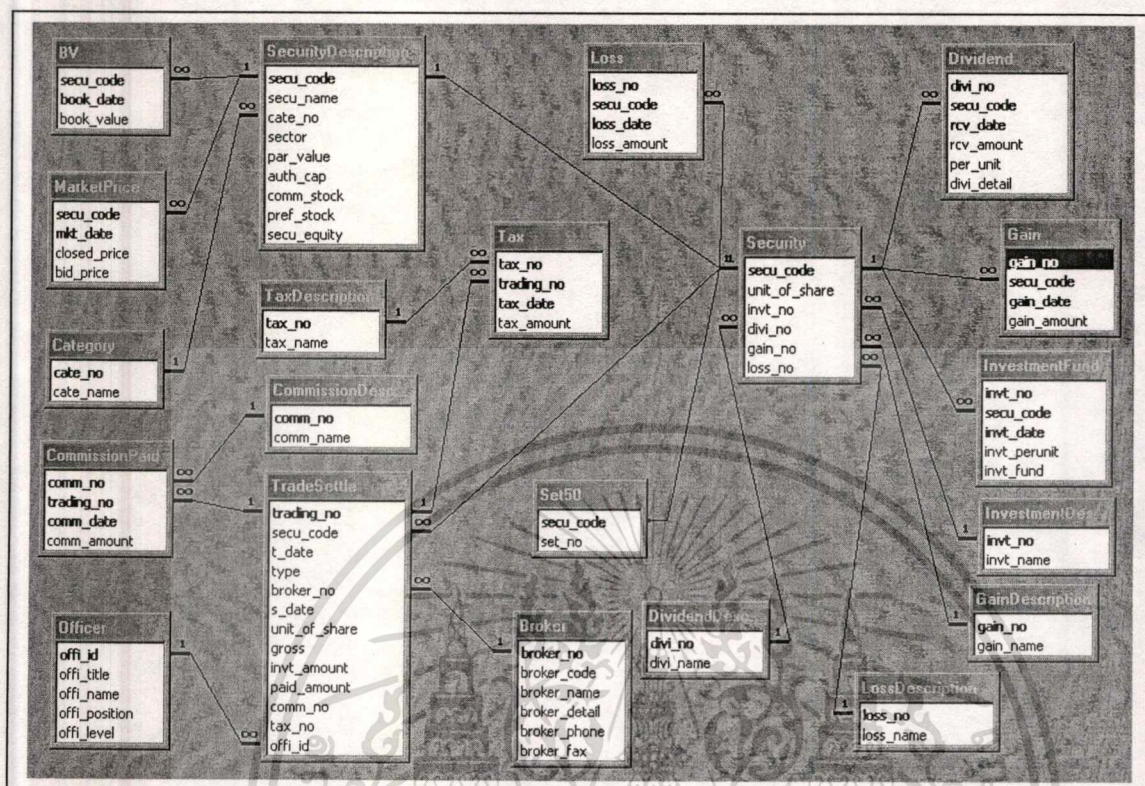 BV
secu_code
book_date
book_value
SecurityDescription
secu_code
secu_name
cate_no
sector
par_value
auth_cap
comm_stock
pref_stock
secu_equity
Loss
loss_no
secu_code
loss_date
loss_amount
Dividend
divi_no
secu_code
rcv_date
rcv_amount
per_unit
divi_detail
MarketPrice
secu_code
mkt_date
closed_price
bid_price
Tax
tax_no
trading_no
tax_date
tax_amount
Security
secu_code
unit_of_share
invt_no
divi_no
gain_no
loss_no
Gain
gain_no
secu_code
gain_date
gain_amount
TaxDescription
tax_no
tax_name
Category
cate_no
cate_name
CommissionDesc
comm_no
comm_name
InvestmentFund
invt_no
secu_code
invt_date
invt_perunit
invt_fund
CommissionPaid
comm_no
trading_no
comm_date
comm_amount
TradeSettle
trading_no
secu_code
t_date
type
broker_no
s_date
unit_of_share
gross
invt_amount
paid_amount
comm_no
tax_no
offi_id
Set50
secu_code
set_no
InvestmentDes
invt_no
invt_name
GainDescription
gain_no
gain_name
Officer
offi_id
offi_title
offi_name
offi_position
offi_level
Broker
broker_no
broker_code
broker_name
broker_detail
broker_phone
broker_fax
DividendDesc
divi_no
divi_name
LossDescription
loss_no
loss_name